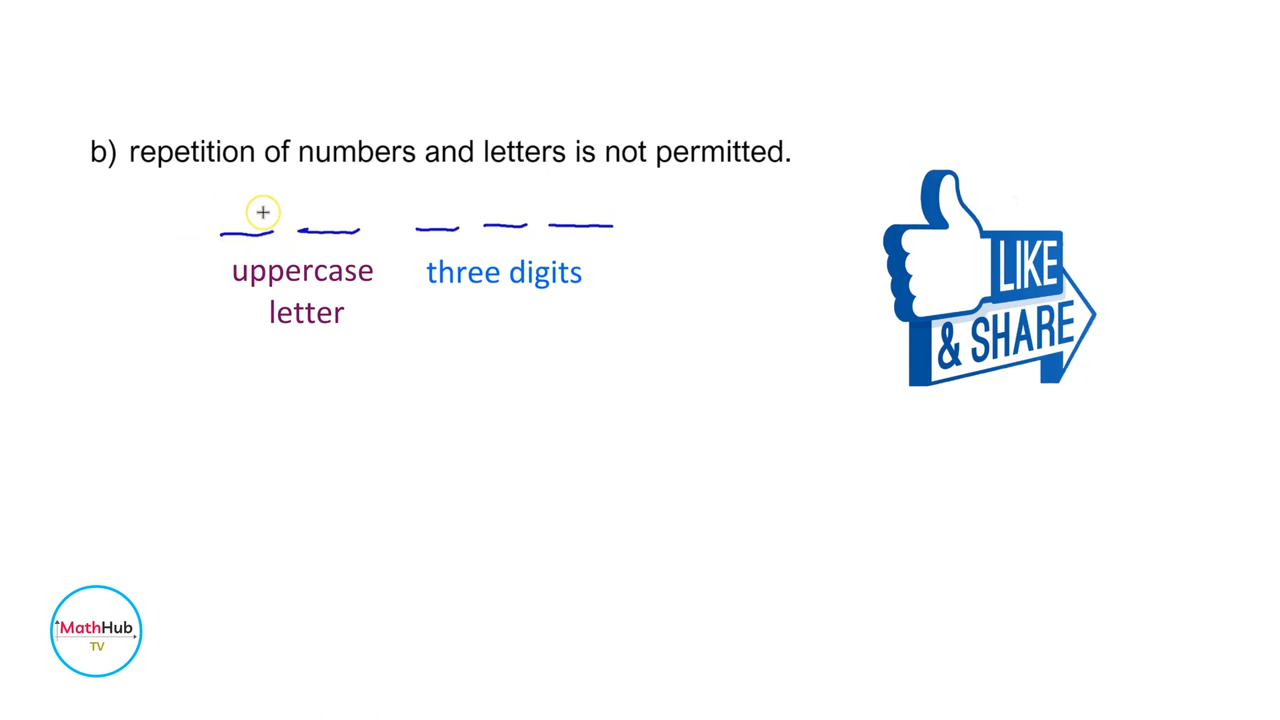 b) repetition of numbers and letters is not permitted.
uppercase
letter
three digits
LIKE
& SHARE
MathHub
TV